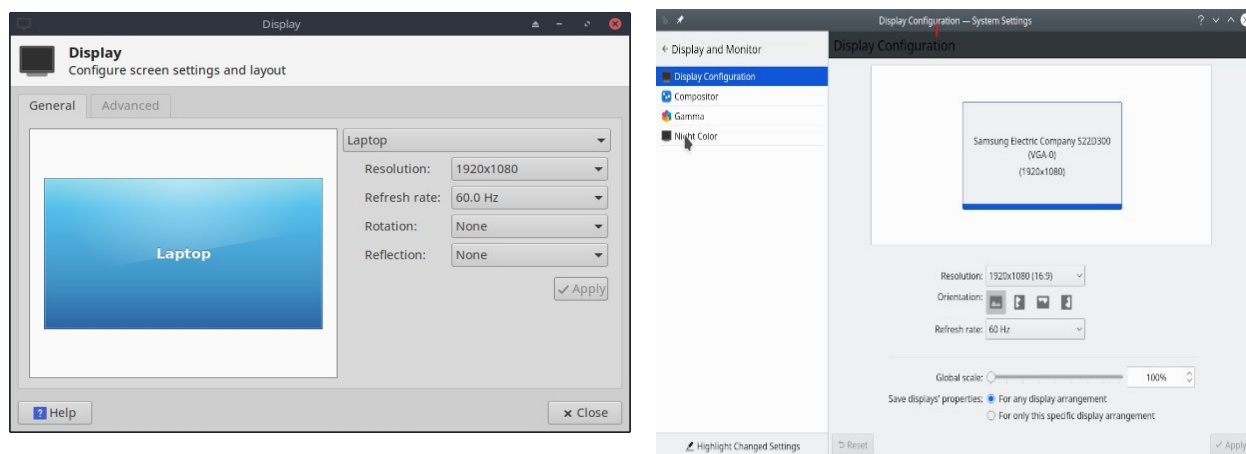 Display
Display
Configure screen settings and layout
General Advanced
Laptop
Laptop
Resolution: 1920x1080
Refresh rate: 60.0 Hz
Rotation: None
Reflection: None
Apply
Help
Close
Display Configuration — System Settings
Display and Monitor
Display Configuration
Compositor
Gamma
Night Color
Highlight Changed Settings
Display Configuration
Samsung Electric Company S22D300
(VGA-0)
(1920x1080)
Resolution: 1920x1080 (16:9)
Orientation:
Refresh rate: 60 Hz
Global scale: 100%
Save displays' properties: For any display arrangement
For only this specific display arrangement
Reset
Apply